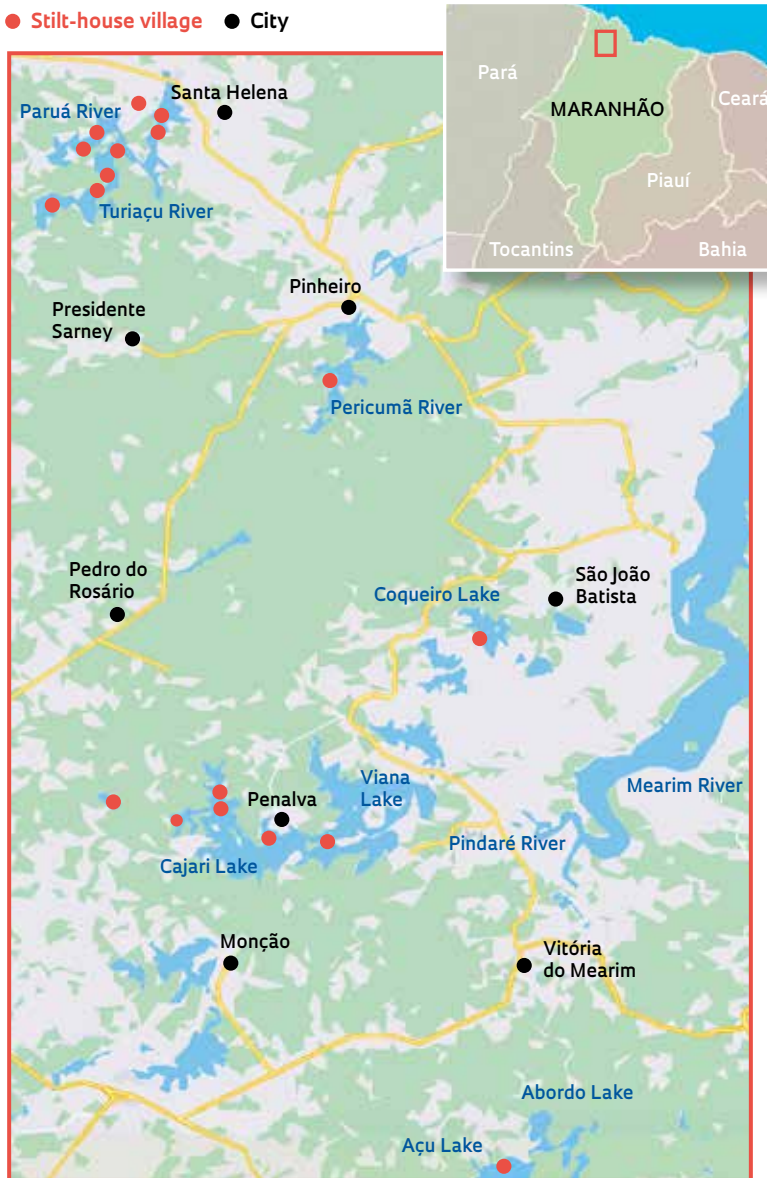 Stilt-house village
City
Pará
MARANHÃO
Ceará
Piauí
Tocantins
Bahia
Santa Helena
Paruá River
Turiaçu River
Pinheiro
Presidente
Sarney
Pericumã River
Pedro do
Rosário
São João
Batista
Coqueiro Lake
Viana
Lake
Mearim River
Penalva
Pindaré River
Cajari Lake
Monção
Vitória
do Mearim
Abordo Lake
Açu Lake